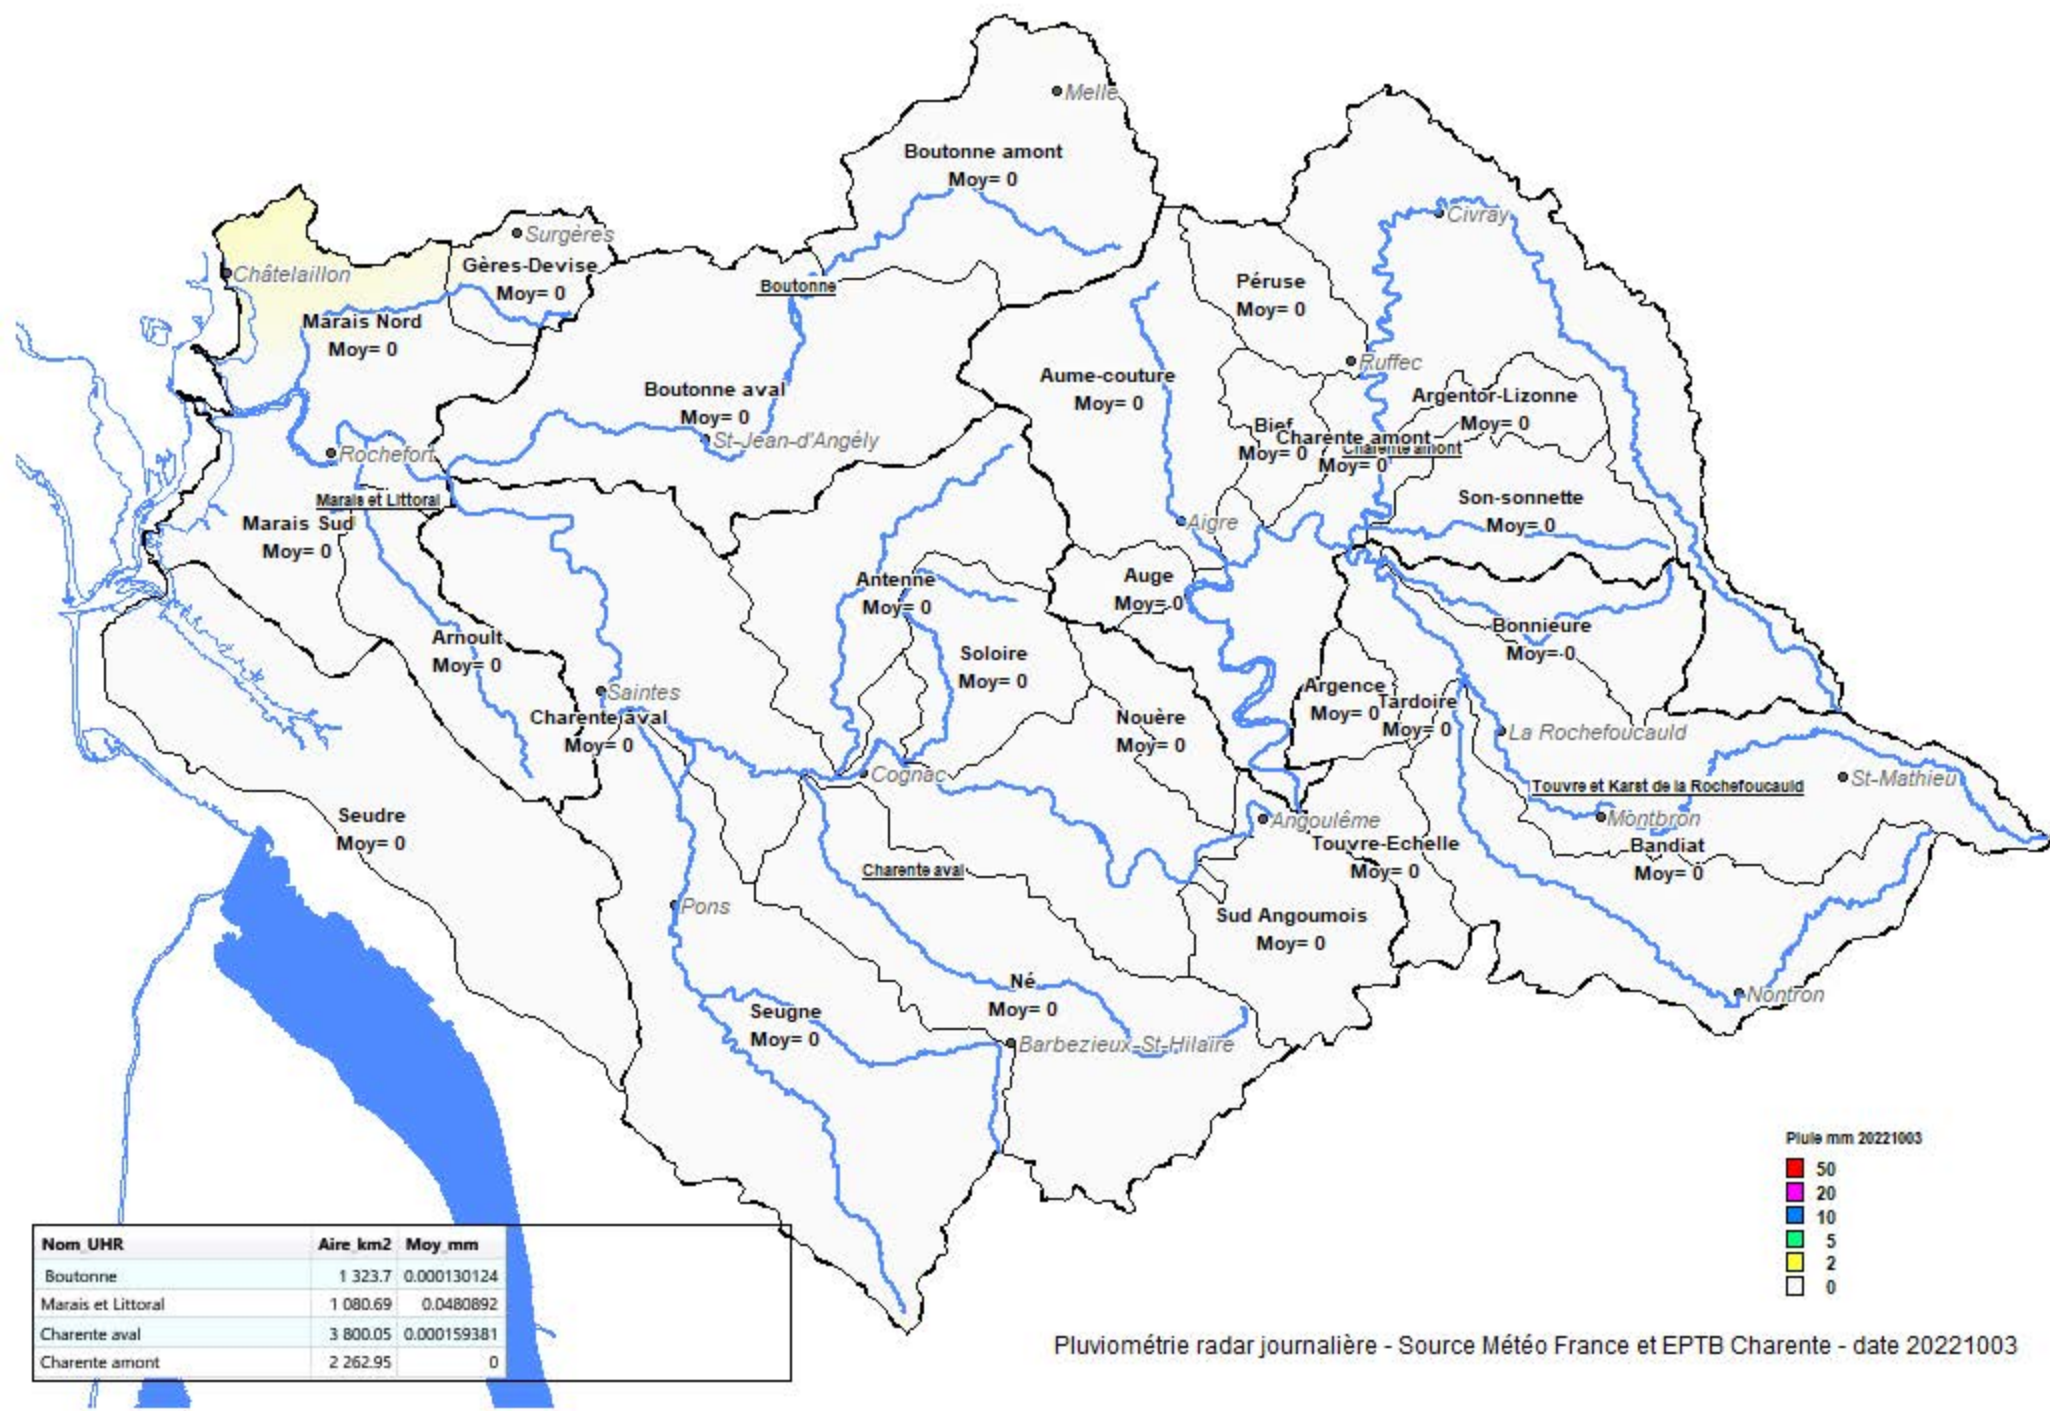 Melle
Boutonne amont
Moy= 0
Civray
Surgères
Châtelaillon
Gères-Devise
Moy= 0
Boutonne
Péruse
Moy= 0
Marais Nord
Moy= 0
Ruffec
Boutonne aval
Moy= 0
Aume-couture
Moy= 0
Argentor-Lizonne
Moy= 0
Bief
Moy= 0
Charente amont
Moy= 0
Charente amont
St-Jean-d'Angély
Rochefort
Marais et Littoral
Marais Sud
Moy= 0
Son-sonnette
Moy= 0
Aigre
Antenne
Moy= 0
Auge
Moy= 0
Bonnieure
Moy= 0
Arnoult
Moy= 0
Soloire
Moy= 0
Saintes
Charente aval
Moy= 0
Argence
Moy= 0
Tardoire
Moy= 0
Nouère
Moy= 0
La Rochefoucauld
Cognac
Touvre et Karst de la Rochefoucauld
St-Mathieu
Seudre
Moy= 0
Angoulême
Montbron
Touvre-Echelle
Moy= 0
Bandiat
Moy= 0
Charente aval
Pons
Sud Angoumois
Moy= 0
Né
Moy= 0
Nontron
Seugne
Moy= 0
Barbezieux-St-Hilaire
Pluie mm 20221003
50
20
10
5
2
0
Nom_UHR Aire_km2 Moy_mm
Boutonne 1 323.7 0.000130124
Marais et Littoral 1 080.69 0.0480892
Charente aval 3 800.05 0.000159381
Charente amont 2 262.95 0
Pluviométrie radar journalière - Source Météo France et EPTB Charente - date 20221003